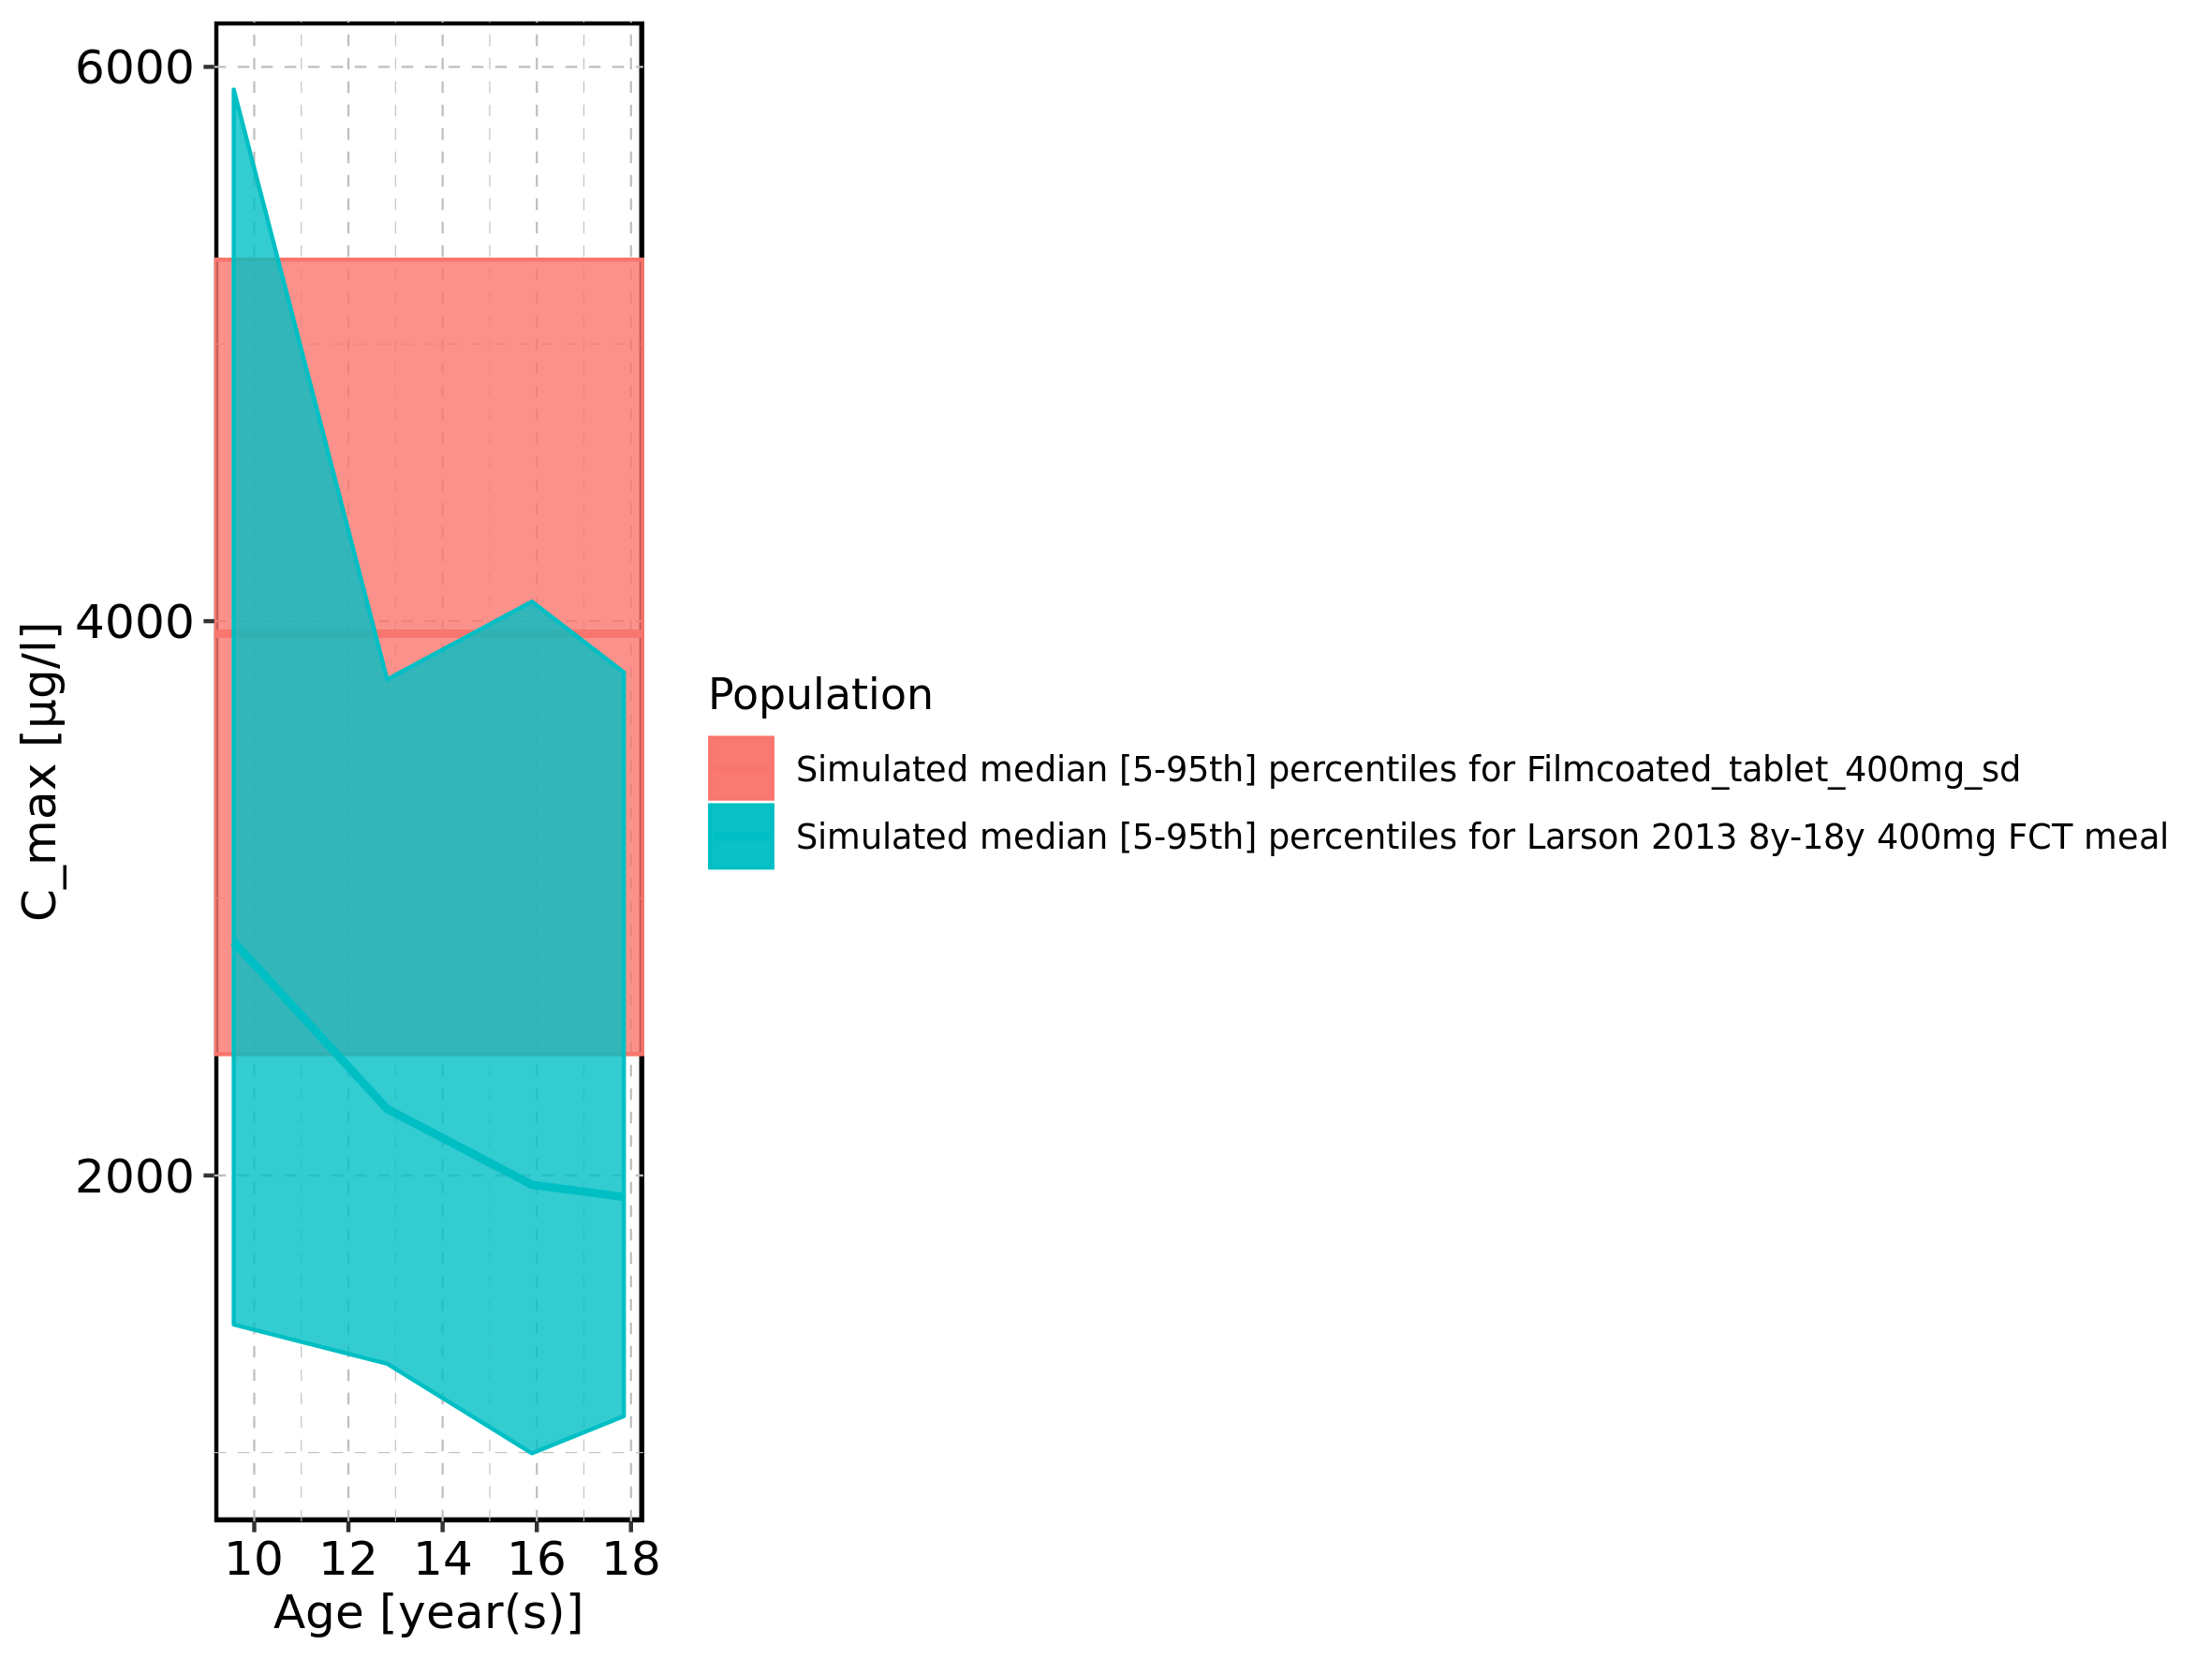 6000
4000
2000
C_max [µg/l]
10 12 14 16 18
Age [year(s)]
Population
Simulated median [5-95th] percentiles for Filmcoated_tablet_400mg_sd
Simulated median [5-95th] percentiles for Larson 2013 8y-18y 400mg FCT meal